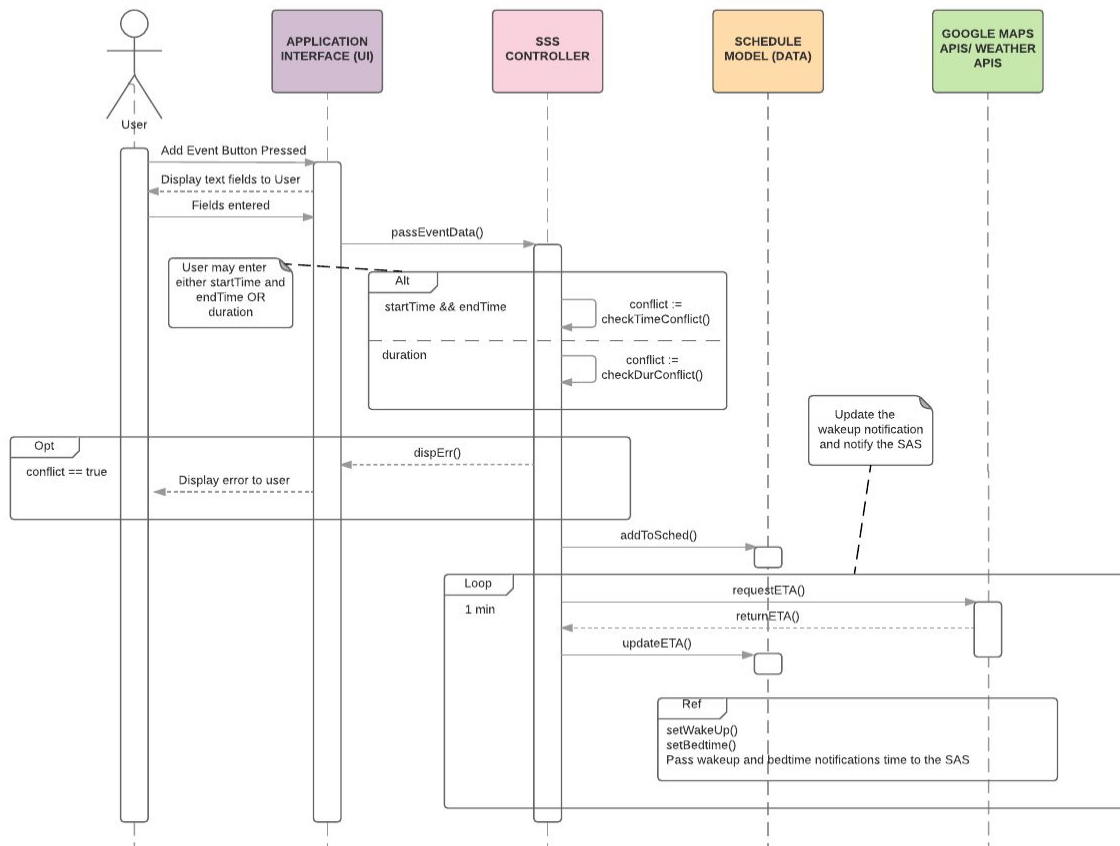 APPLICATION
INTERFACE (UI)
SSS
CONTROLLER
SCHEDULE
MODEL (DATA)
GOOGLE MAPS
APIS/ WEATHER
APIS
User
Add Event Button Pressed
Display text fields to User
Fields entered
passEventData()
User may enter
either startTime and
endTime OR
duration
Alt
startTime && endTime
conflict :=
checkTimeConflict()
duration
conflict :=
checkDurConflict()
Update the
wakeup notification
and notify the SAS
Opt
conflict == true
dispErr()
Display error to user
addToSched()
Loop
1 min
requestETA()
returnETA()
updateETA()
Ref
setWakeUp()
setBedtime()
Pass wakeup and bedtime notifications time to the SAS